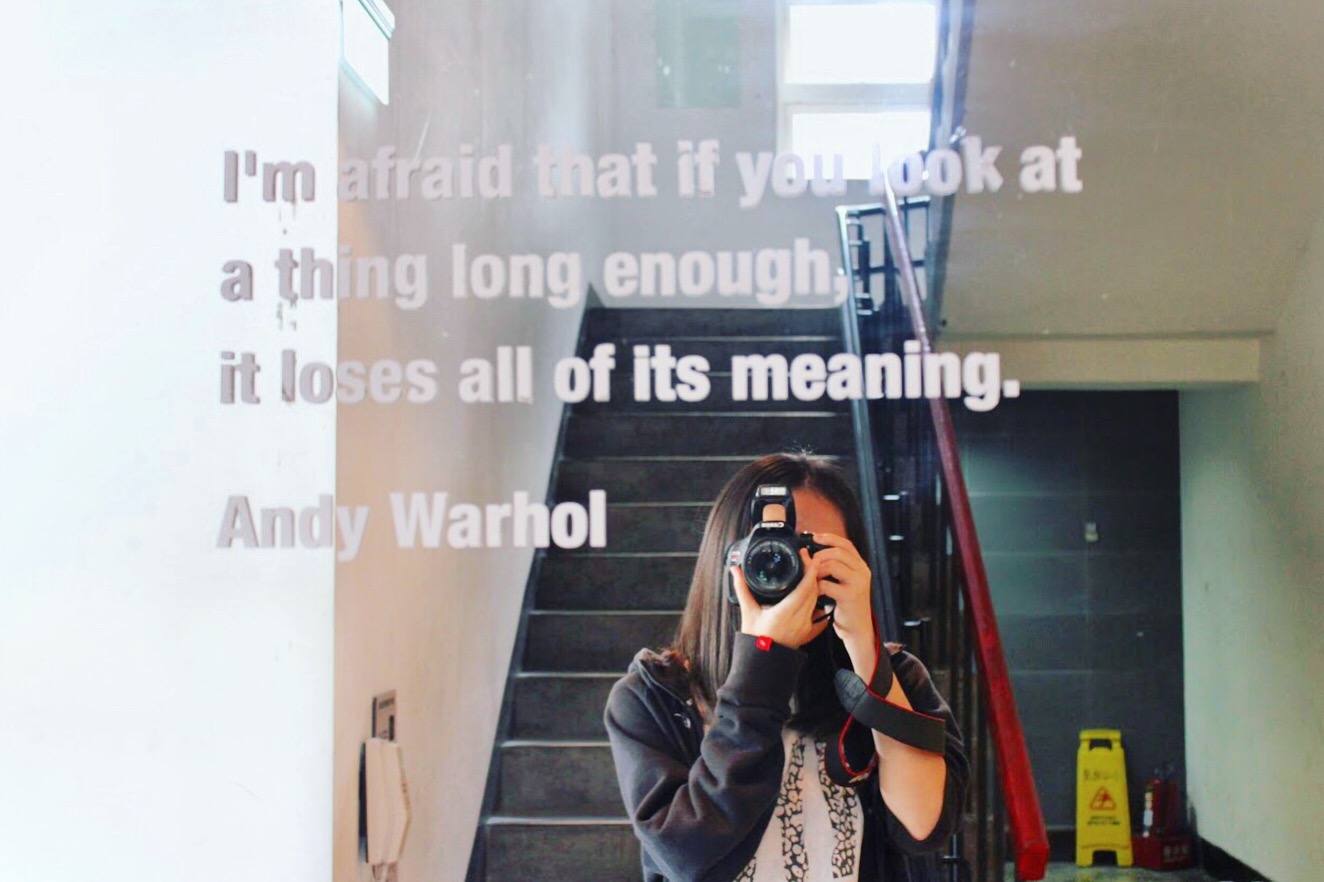 I'm afraid that if you look at
a thing long enough,
it loses all of its meaning.
Andy Warhol